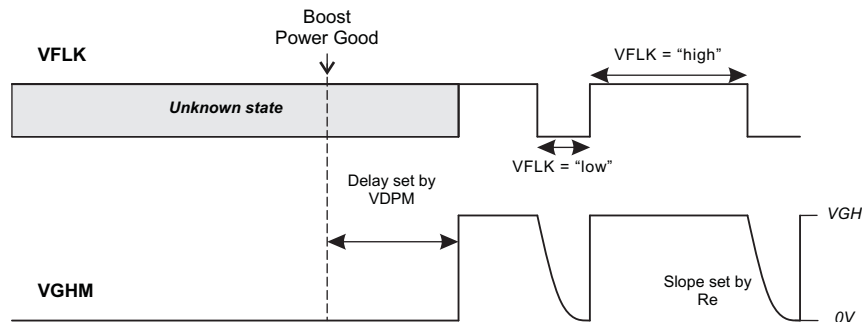 Boost
Power Good
VFLK
VFLK = “high”
Unknown state
VFLK = “low”
Delay set by
VDPM
VGH
VGHM
Slope set by
Re
0V